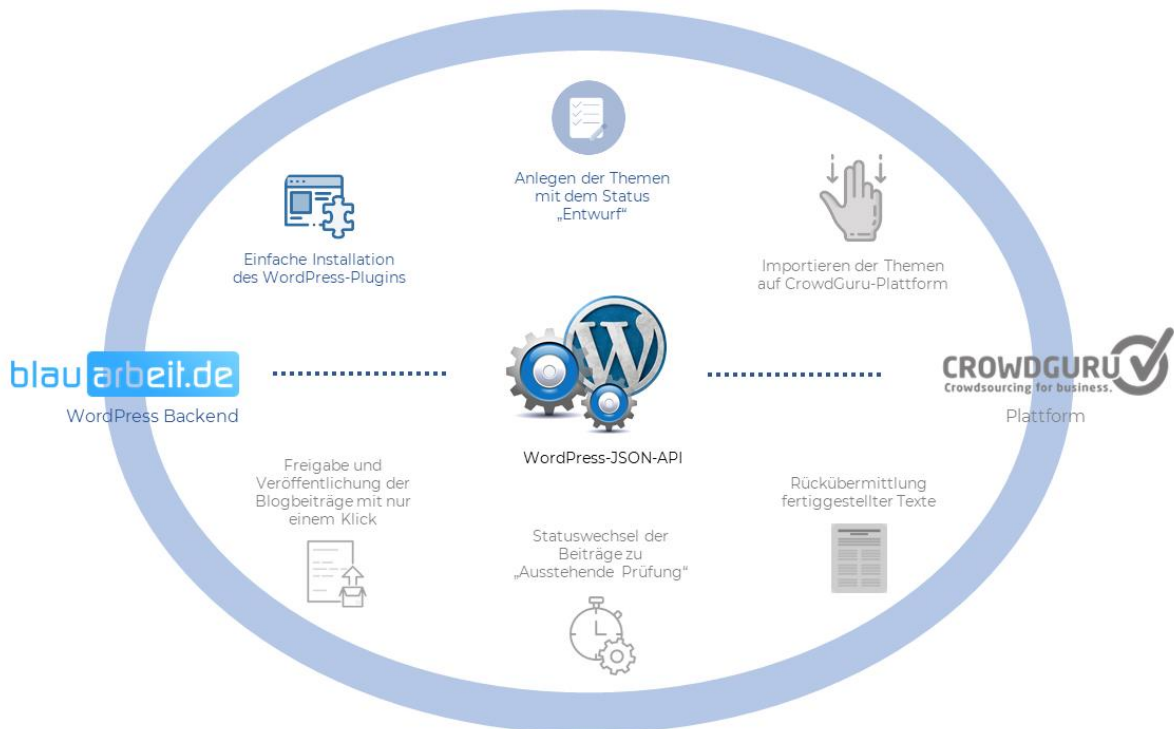 Anlegen der Themen
mit dem Status
„Entwurf“
Einfache Installation
des WordPress-Plugins
Importieren der Themen
auf CrowdGuru-Plattform
blauarbeit.de
WordPress Backend
W
WordPress-JSON-API
CROWDGURU
Crowdsourcing for business.
Plattform
Freigabe und
Veröffentlichung der
Blogbeiträge mit nur
einem Klick
Statuswechsel der
Beiträge zu
„Ausstehende Prüfung“
Rückübermittlung
fertiggestellter Texte